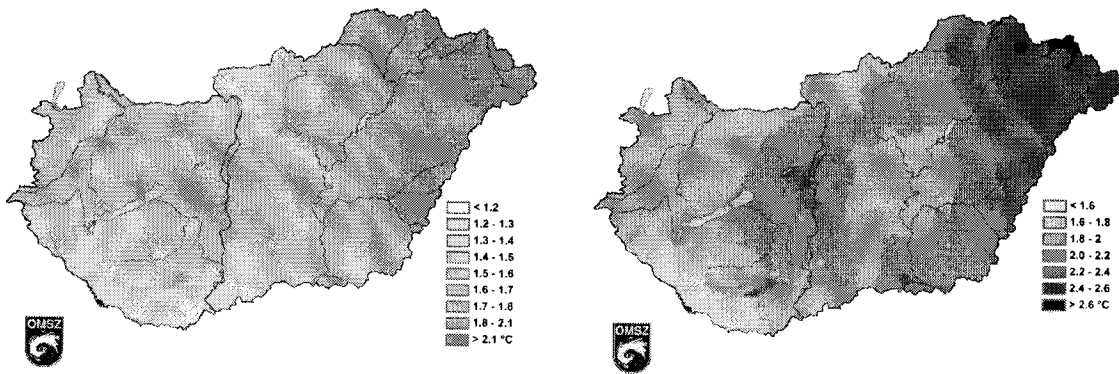 < 1.2
1.2 - 1.3
1.3 - 1.4
1.4 - 1.5
1.5 - 1.6
1.6 - 1.7
1.7 - 1.8
1.8 - 2.1
> 2.1 °C
OMSZ
< 1.6
1.6 - 1.8
1.8 - 2
2.0 - 2.2
2.2 - 2.4
2.4 - 2.6
> 2.6 °C
OMSZ